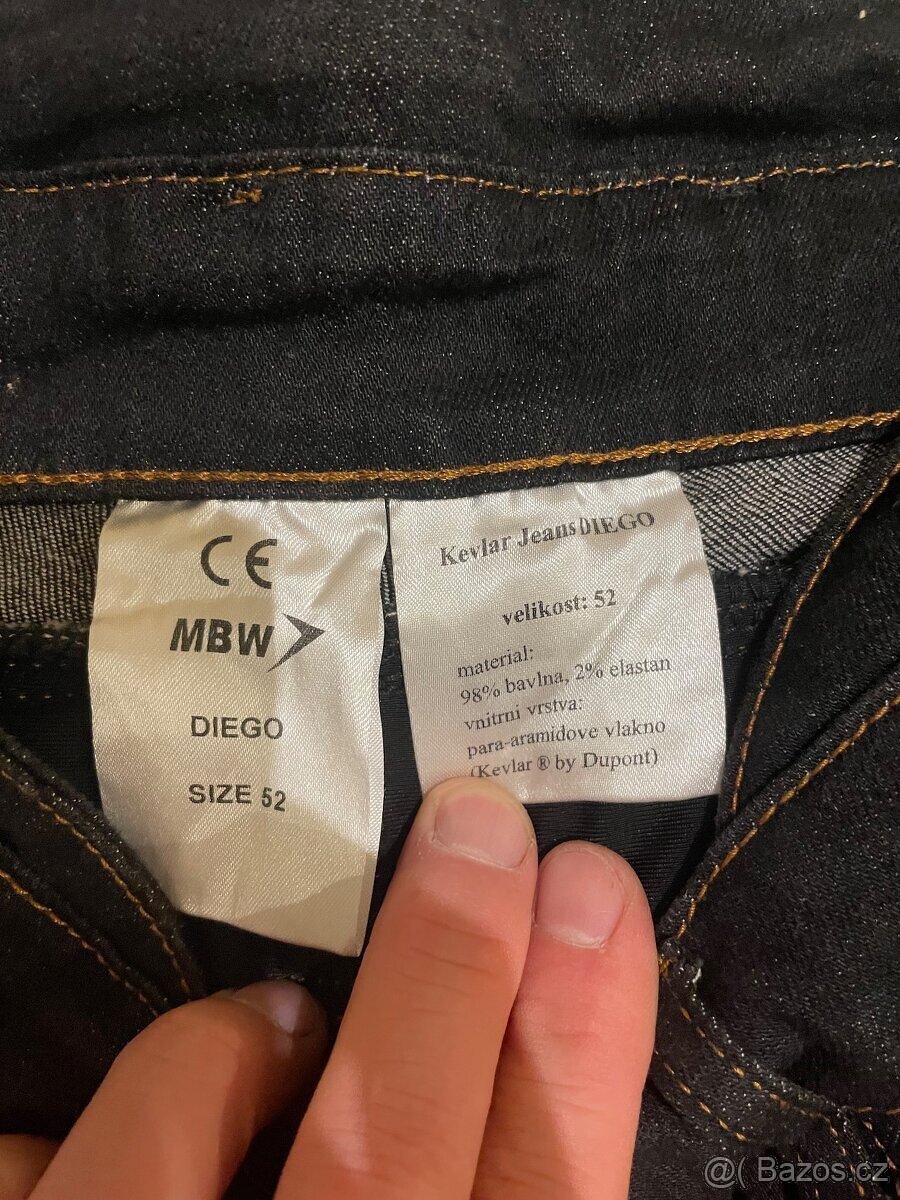 CE
MBW
DIEGO
SIZE 52
Kevlar Jeans DIEGO
velikost: 52
material:
98% bavlna, 2% elastan
vnitrni vrstva:
para-aramidove vlakno
(Kevlar ® by Dupont)
@( Bazos.cz